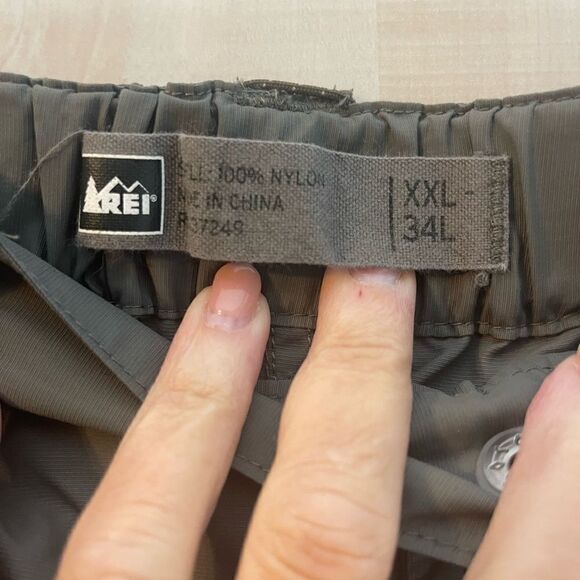 REI®
100% NYLON
IN CHINA
37249
XXL -
34L